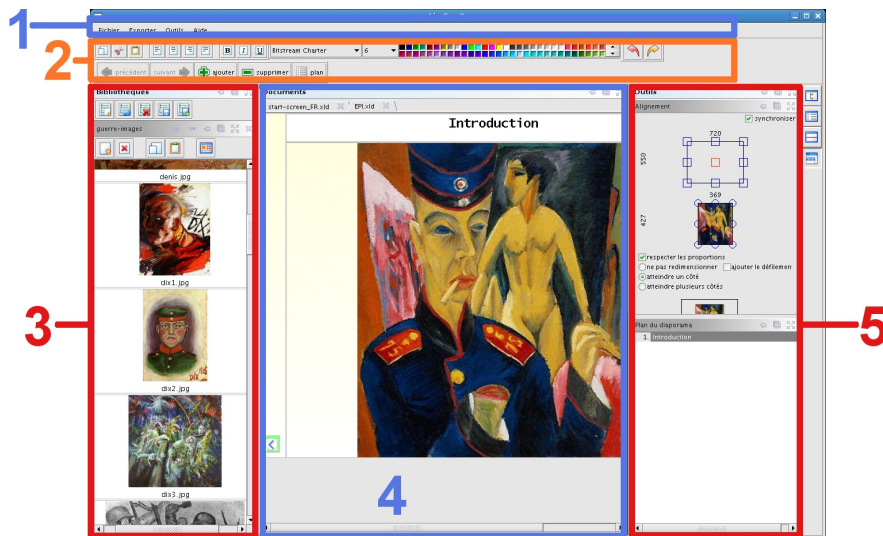 1
Fichier Exporter Outils Aide
2
B I U Bitstream Charter 6
précédent suivant ajouter supprimer plan
Bibliothèques
guerre-images
denis.jpg
dix1.jpg
3
dix2.jpg
dix3.jpg
Documents
start-screen_FR.xld EPI.xld
Introduction
4
Outils
Alignement
synchroniser
720
550
369
427
respecter les proportions
ne pas redimensionner ajouter le défilemen
atteindre un côté
atteindre plusieurs côtés
5
Plan du diaporama
1 Introduction